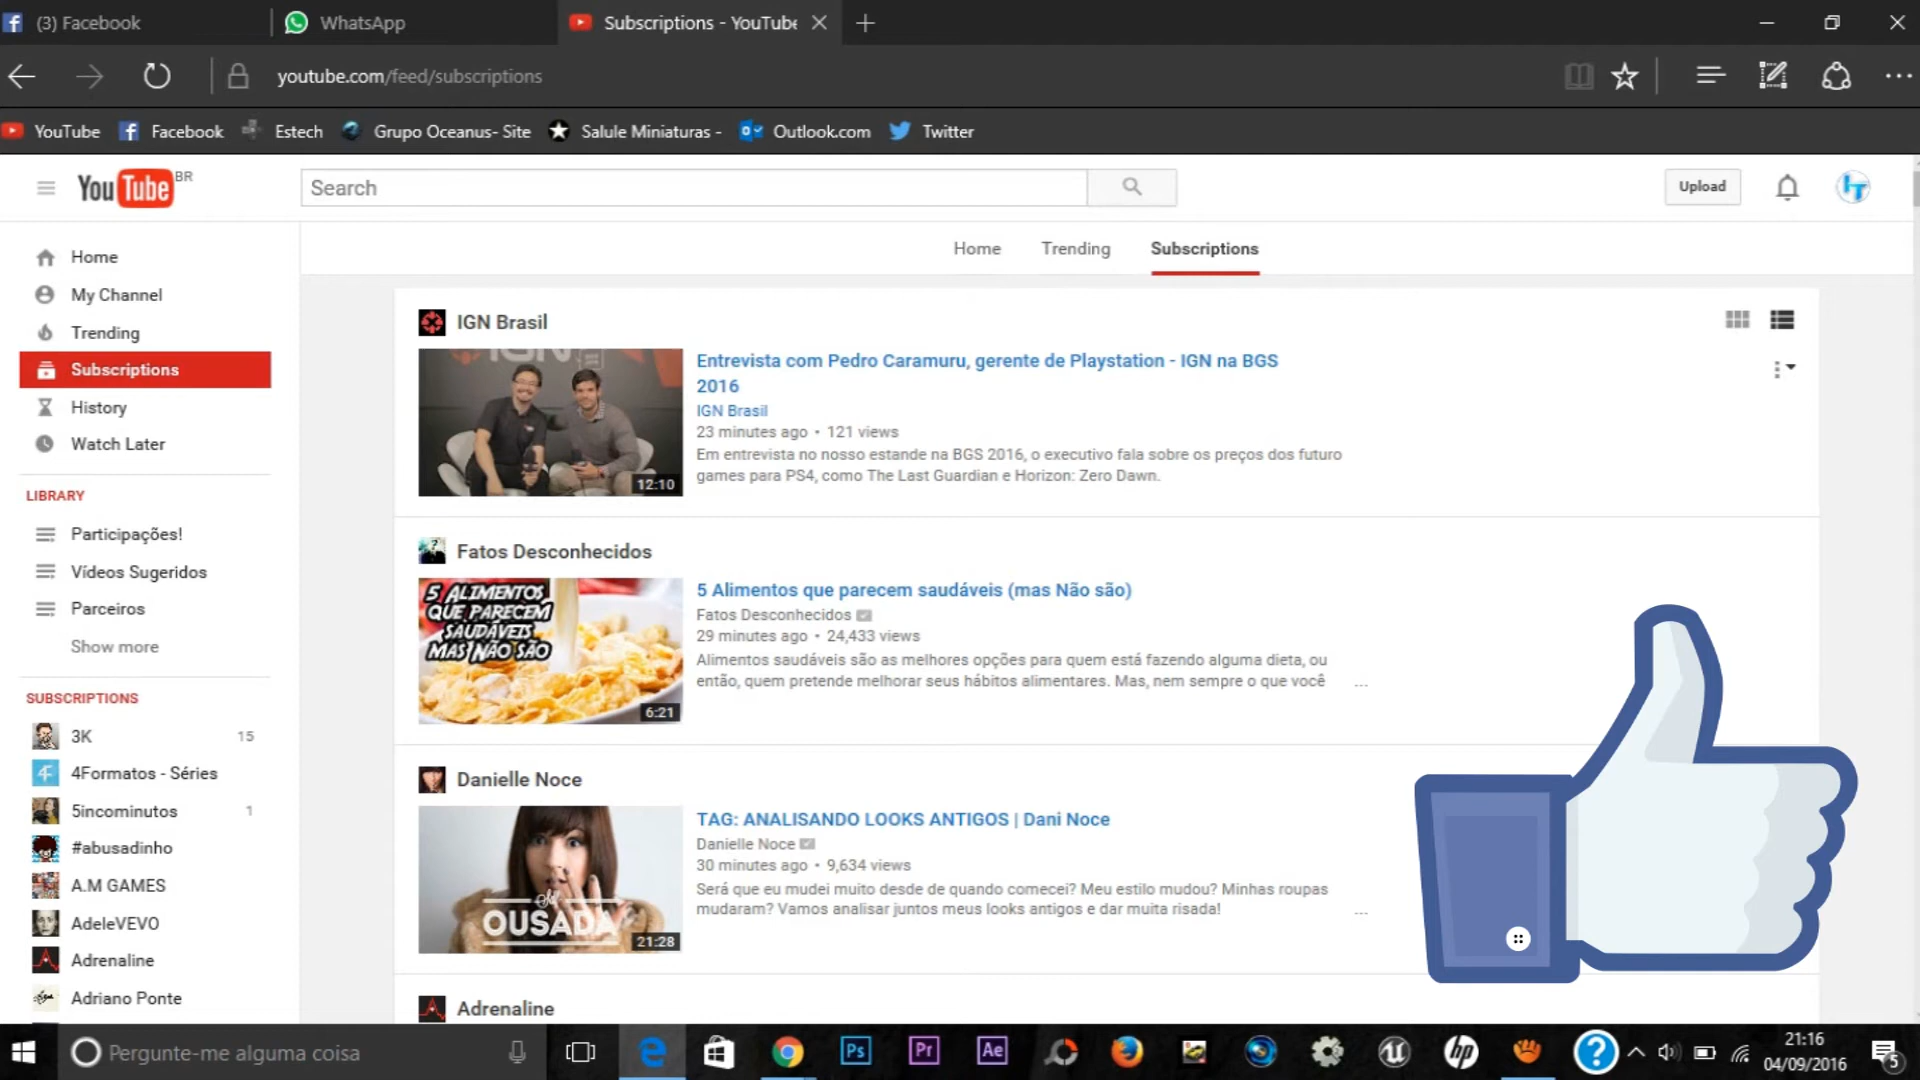 (3) Facebook
WhatsApp
Subscriptions - YouTube
youtube.com/feed/subscriptions
YouTube
Facebook
Estech
Grupo Oceanus- Site
Salule Miniaturas -
Outlook.com
Twitter
YouTube BR
Search
Upload
Home
Trending
Subscriptions
Home
My Channel
Trending
Subscriptions
History
Watch Later
LIBRARY
Participações!
Vídeos Sugeridos
Parceiros
Show more
SUBSCRIPTIONS
3K 15
4Formatos - Séries
5incominutos 1
#abusadinho
A.M GAMES
AdeleVEVO
Adrenaline
Adriano Ponte
IGN Brasil
IGN
12:10
Entrevista com Pedro Caramuru, gerente de Playstation - IGN na BGS
2016
IGN Brasil
23 minutes ago • 121 views
Em entrevista no nosso estande na BGS 2016, o executivo fala sobre os preços dos futuro
games para PS4, como The Last Guardian e Horizon: Zero Dawn.
Fatos Desconhecidos
5 ALIMENTOS
QUE PARECEM
SAUDÁVEIS
MAS NÃO SÃO
6:21
5 Alimentos que parecem saudáveis (mas Não são)
Fatos Desconhecidos
29 minutes ago • 24,433 views
Alimentos saudáveis são as melhores opções para quem está fazendo alguma dieta, ou
então, quem pretende melhorar seus hábitos alimentares. Mas, nem sempre o que você ...
Danielle Noce
OUSADA
21:28
TAG: ANALISANDO LOOKS ANTIGOS | Dani Noce
Danielle Noce
30 minutes ago • 9,634 views
Será que eu mudei muito desde de quando comecei? Meu estilo mudou? Minhas roupas
mudaram? Vamos analisar juntos meus looks antigos e dar muita risada! ...
Adrenaline
Pergunte-me alguma coisa
Ps
Pr
Ae
hp
?
21:16
04/09/2016
5